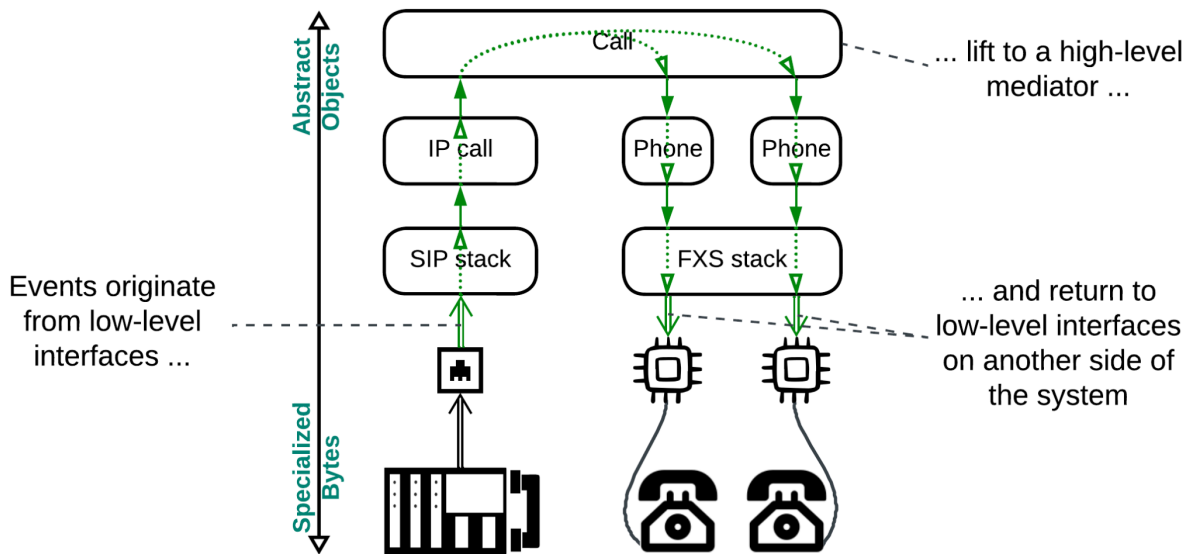 Abstract
Objects
Call
... lift to a high-level
mediator ...
IP call
Phone
Phone
SIP stack
FXS stack
Events originate
from low-level
interfaces ...
... and return to
low-level interfaces
on another side of
the system
Specialized
Bytes